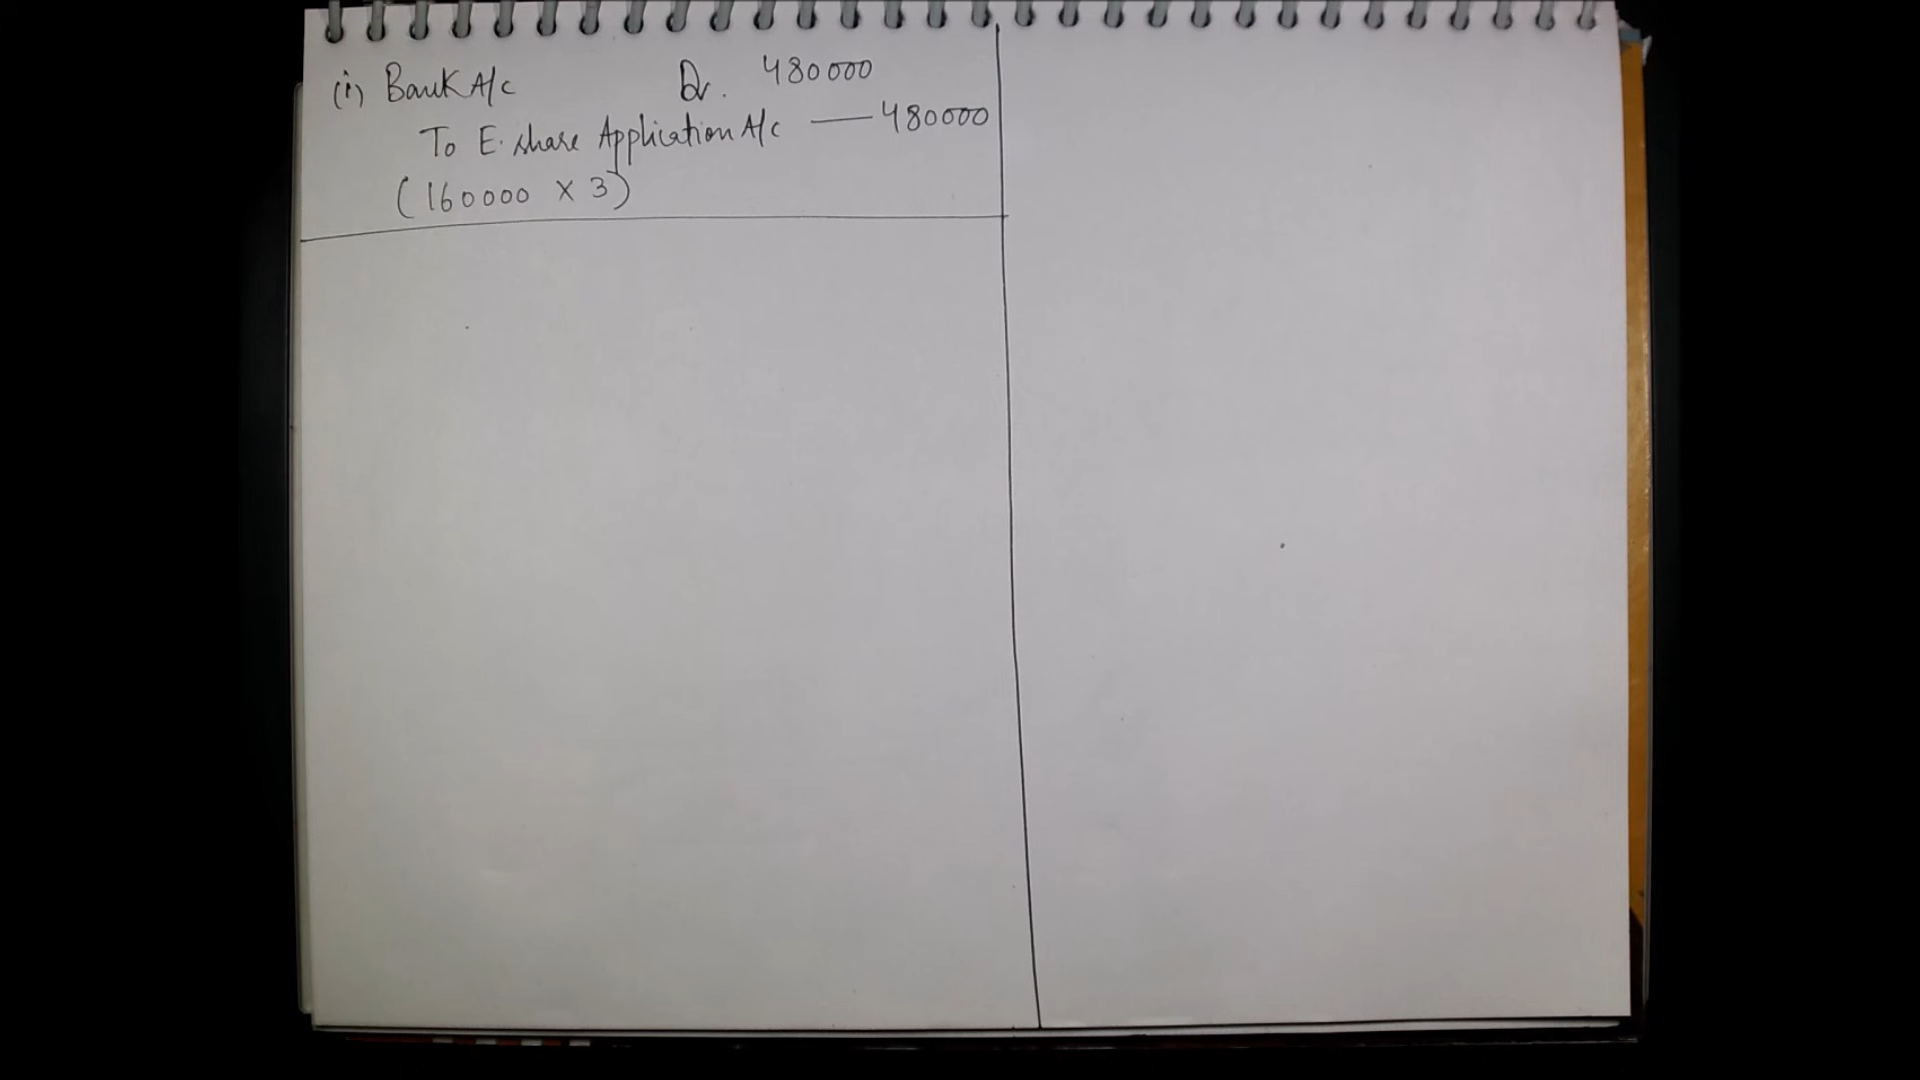 (i) Bank A/c Dr. 480000
To E. share Application A/c — 480000
(160000 × 3)